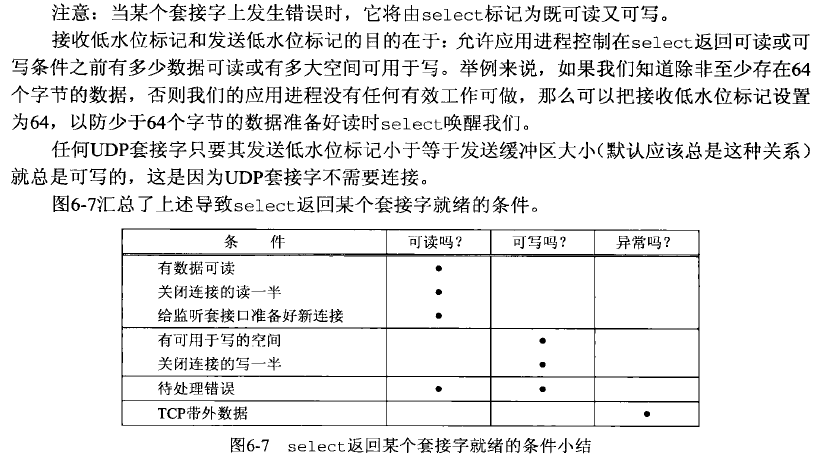 注意：当某个套接字上发生错误时，它将由select标记为既可读又可写。
接收低水位标记和发送低水位标记的目的在于：允许应用进程控制在select返回可读或可
写条件之前有多少数据可读或有多大空间可用于写。举例来说，如果我们知道除非至少存在64
个字节的数据，否则我们的应用进程没有任何有效工作可做，那么可以把接收低水位标记设置
为64，以防少于64个字节的数据准备好读时select唤醒我们。
任何UDP套接字只要其发送低水位标记小于等于发送缓冲区大小（默认应该总是这种关系）
就总是可写的，这是因为UDP套接字不需要连接。
图6-7汇总了上述导致select返回某个套接字就绪的条件。
条 件 可读吗？ 可写吗？ 异常吗？
有数据可读 •
关闭连接的读一半 •
给监听套接口准备好新连接 •
有可用于写的空间 •
关闭连接的写一半 •
待处理错误 • •
TCP带外数据 •
图6-7 select返回某个套接字就绪的条件小结